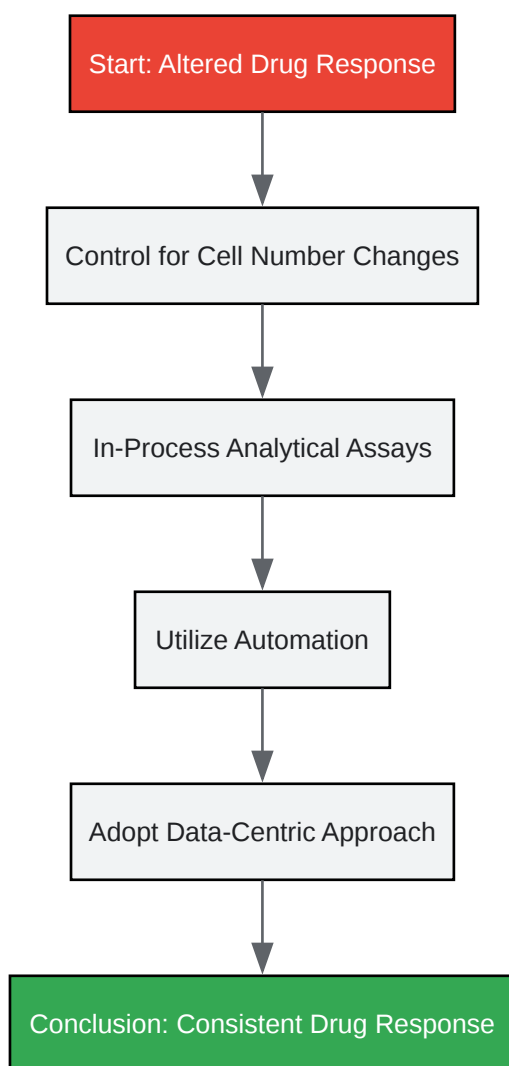 Start: Altered Drug Response
Control for Cell Number Changes
In-Process Analytical Assays
Utilize Automation
Adopt Data-Centric Approach
Conclusion: Consistent Drug Response